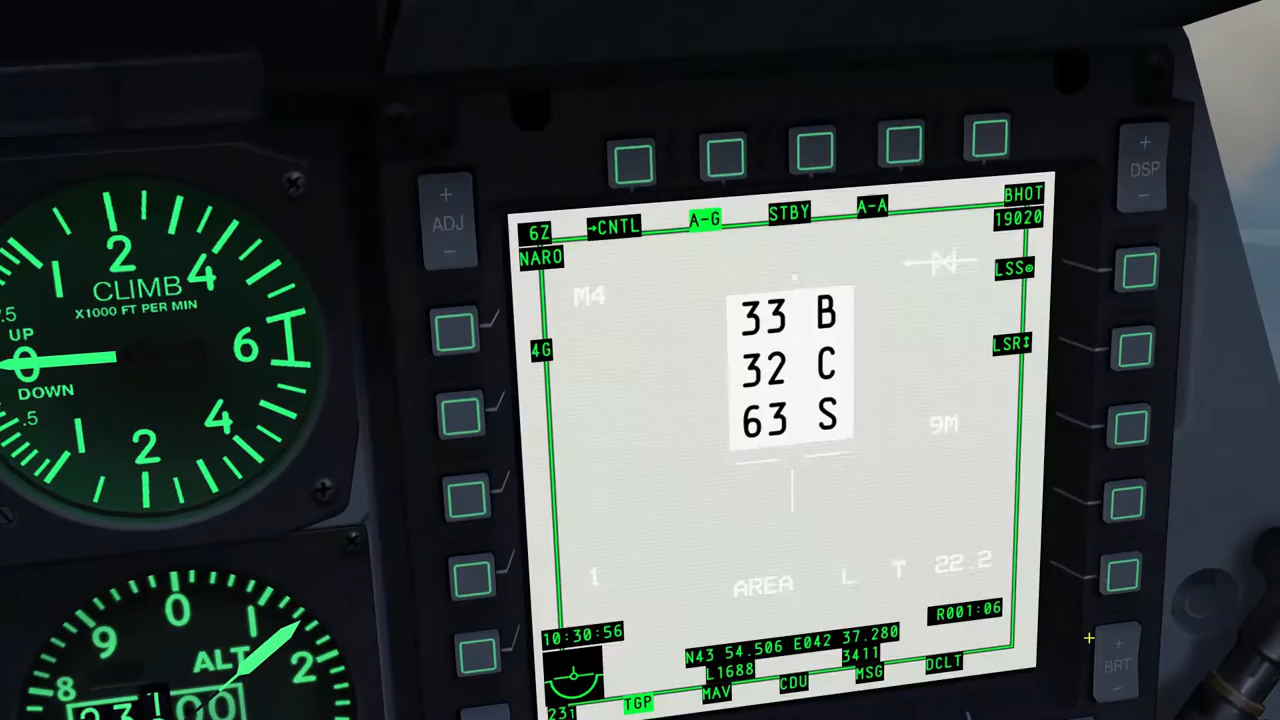 ADJ
DSP
BRT
2
4
.5
CLIMB
X1000 FT PER MIN
UP
0
6
DOWN
.5
4
2
0
1
9
ALT
2
8
6Z
→CNTL
A-G
STBY
A-A
BHOT
NARO
19020
M4
LSS⊙
4G
LSR↕
33 B
32 C
63 S
9M
1
AREA
L
T
22.2
10:30:56
R001:06
N43 54.506 E042 37.280
L1688
3411
231
TGP
MAV
CDU
MSG
DCLT